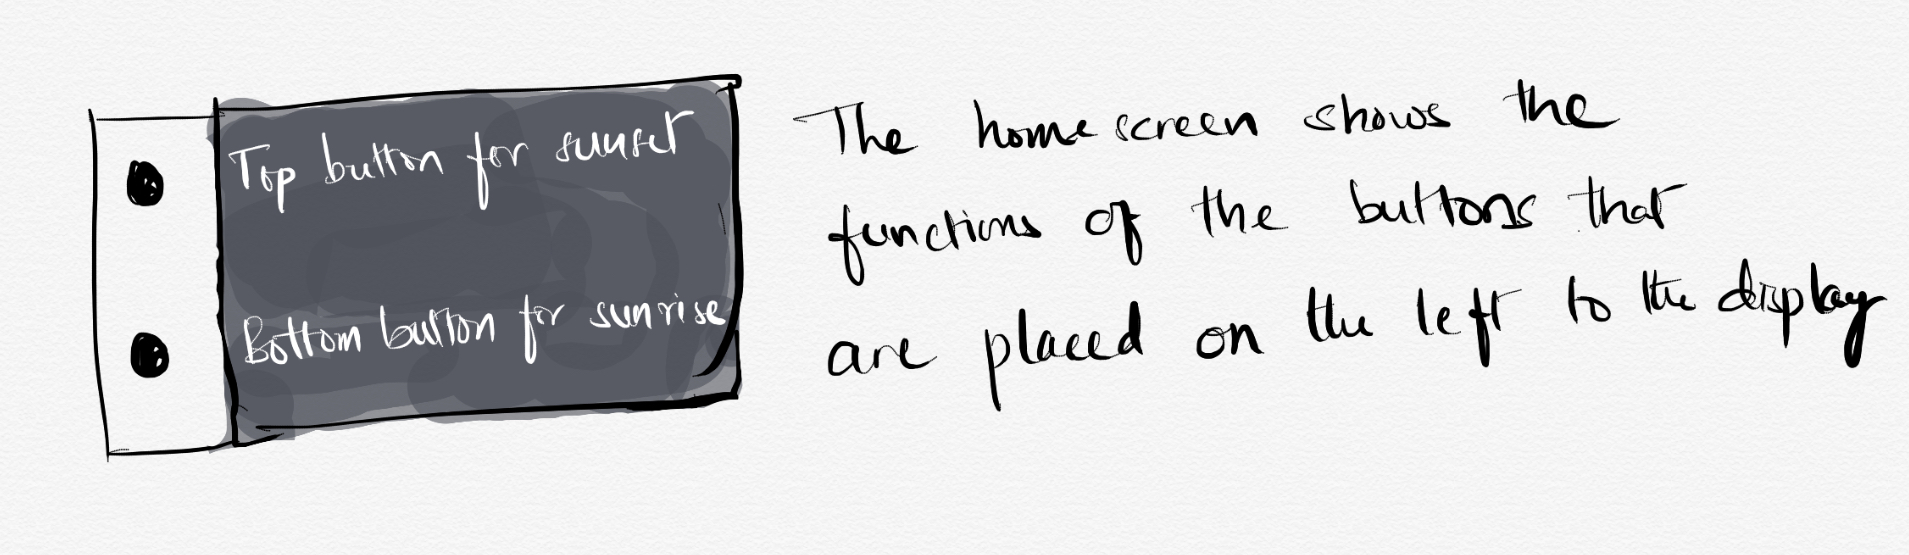 Top button for sunset
Bottom button for sunrise
The home screen shows the
functions of the buttons that
are placed on the left to the display